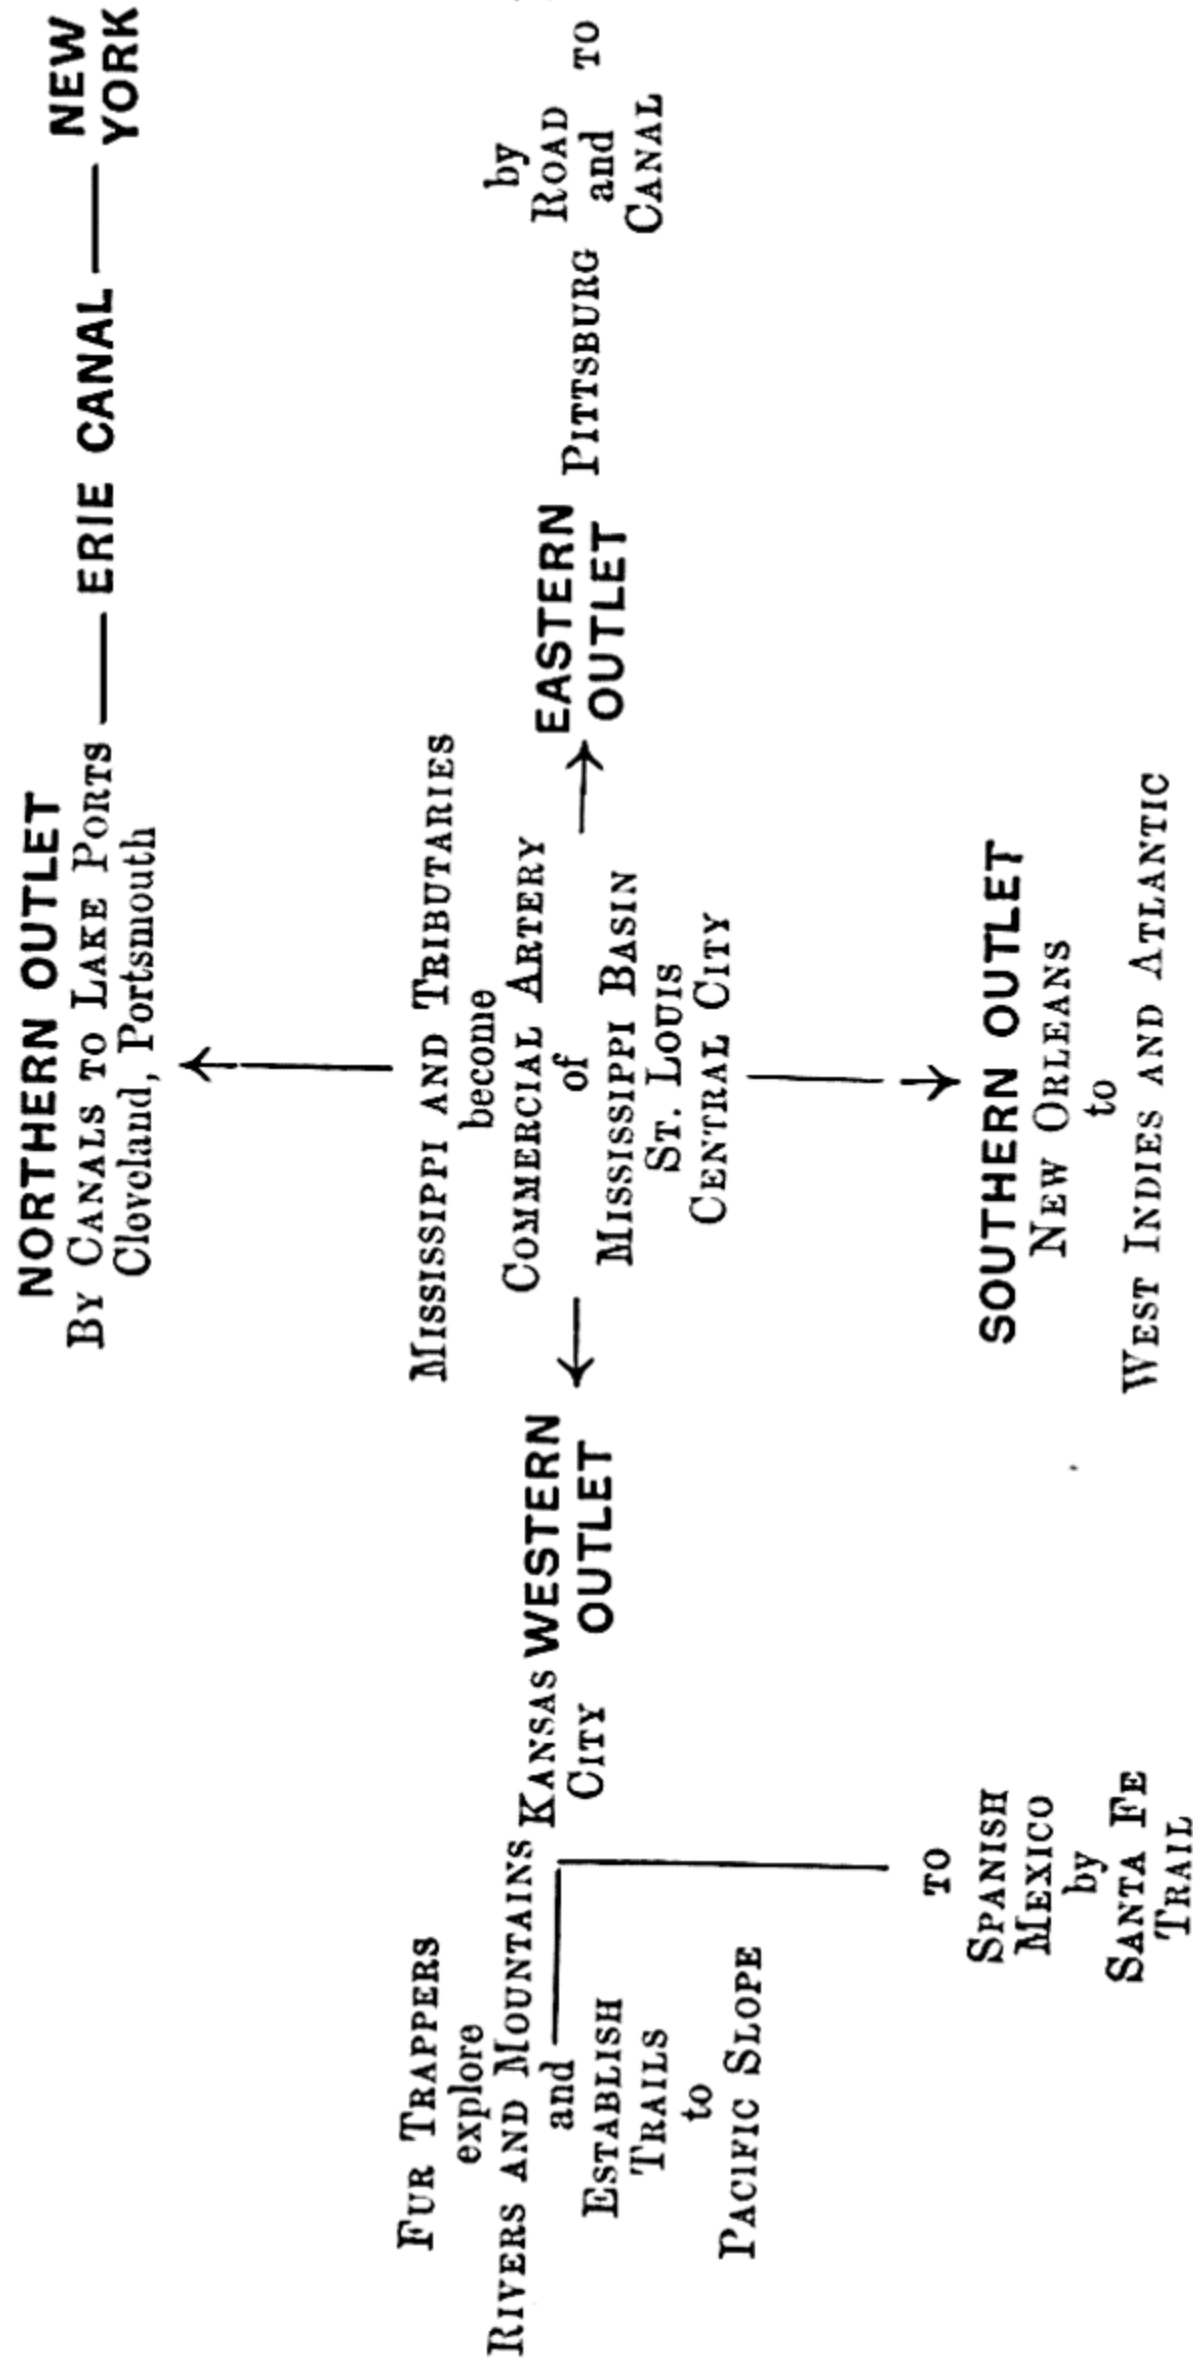 NORTHERN OUTLET
BY CANALS TO LAKE PORTS — ERIE CANAL — NEW YORK
Cleveland, Portsmouth
MISSISSIPPI AND TRIBUTARIES
become
COMMERCIAL ARTERY
of
MISSISSIPPI BASIN
ST. LOUIS
CENTRAL CITY
EASTERN
OUTLET
PITTSBURG
by
ROAD
and
CANAL
TO
WESTERN
OUTLET
KANSAS
CITY
FUR TRAPPERS
explore
RIVERS AND MOUNTAINS
and
ESTABLISH
TRAILS
to
PACIFIC SLOPE
TO
SPANISH
MEXICO
by
SANTA FE
TRAIL
SOUTHERN OUTLET
NEW ORLEANS
to
WEST INDIES AND ATLANTIC